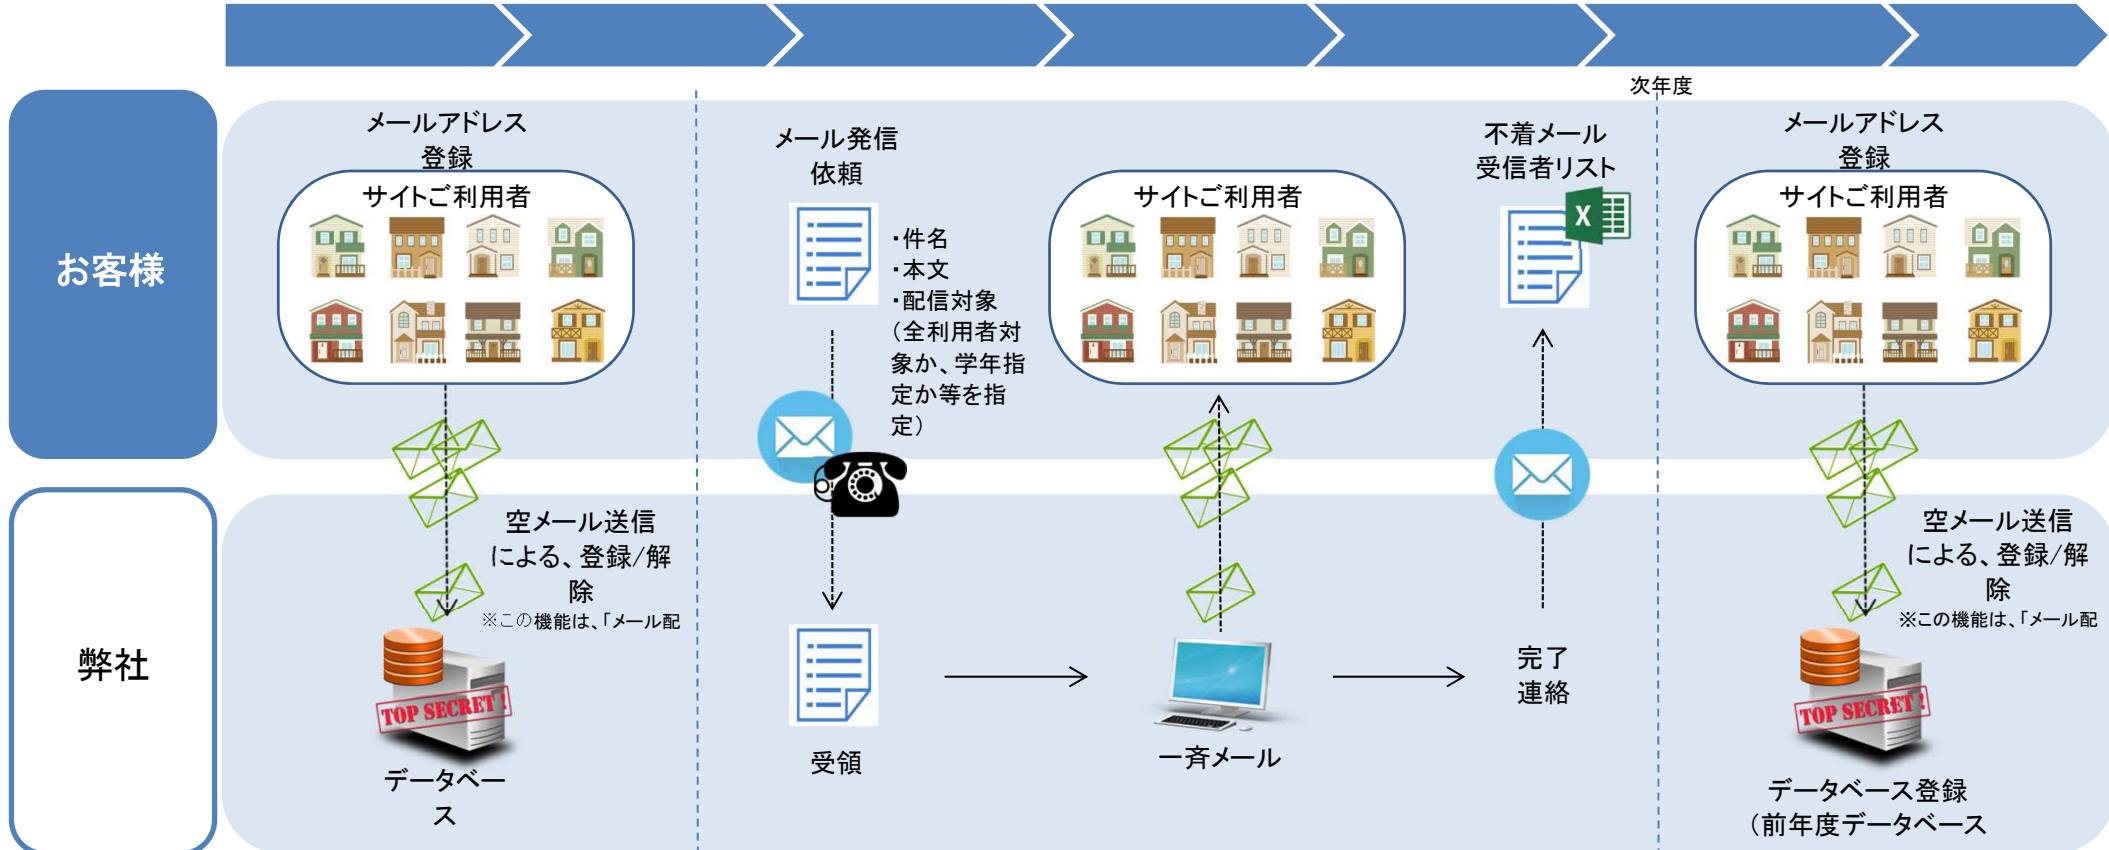 次年度
お客様
メールアドレス
登録
サイトご利用者
メール発信
依頼
・件名
・本文
・配信対象
（全利用者対
象か、学年指
定か等を指
定）
サイトご利用者
不着メール
受信者リスト
X
メールアドレス
登録
サイトご利用者
弊社
空メール送信
による、登録/解
除
※この機能は、「メール配
TOP SECRET !
データベー
ス
受領
一斉メール
完了
連絡
空メール送信
による、登録/解
除
※この機能は、「メール配
TOP SECRET !
データベース登録
（前年度データベース